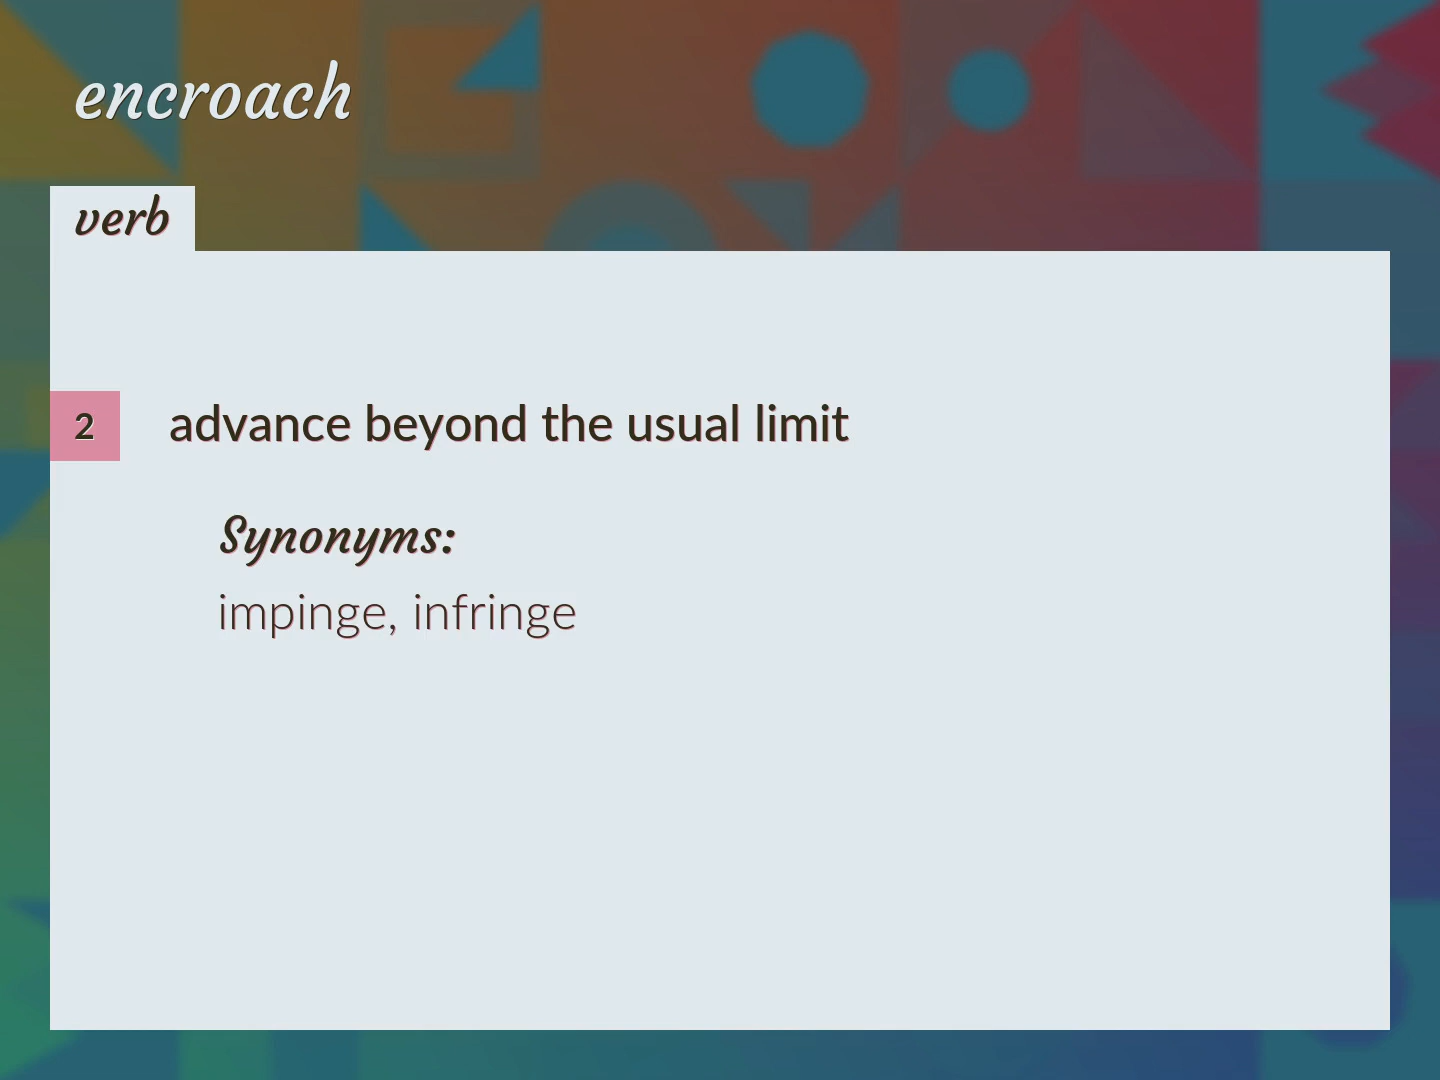 encroach
verb
2
advance beyond the usual limit
Synonyms:
impinge, infringe